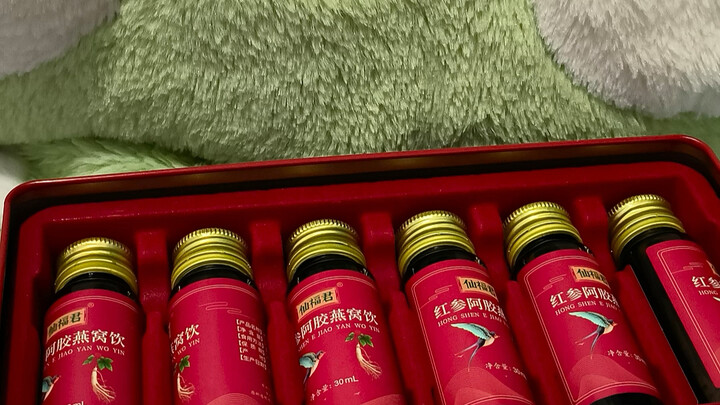 仙福君
阿胶燕窝饮
JIAO YAN WO YIN
窝饮
仙福君
参阿胶燕窝饮
E JIAO YAN WO YIN
净含量: 30mL
仙福君
红参阿胶
HONG SHEN E JIAO
净含量: 30
仙福君
红参阿胶
HONG SHEN E JIAO
净含量:
红参
HONG SHEN